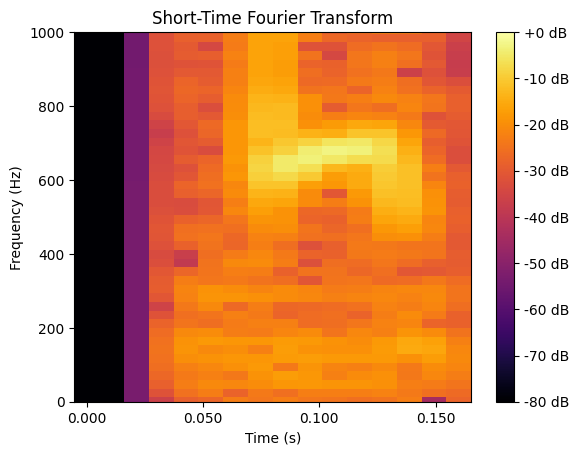 Short-Time Fourier Transform
1000
800
600
400
200
0
Frequency (Hz)
0.000
0.050
0.100
0.150
Time (s)
+0 dB
-10 dB
-20 dB
-30 dB
-40 dB
-50 dB
-60 dB
-70 dB
-80 dB